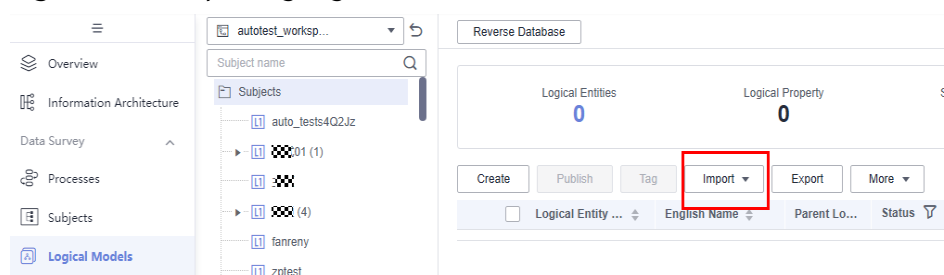 autotest_worksp...
Reverse Database
Overview
Subject name
Subjects
Information Architecture
Logical Entities
Logical Property
0
0
L1 auto_tests4Q2Jz
Data Survey
L1 01 (1)
Processes
L1
Create
Publish
Tag
Import
Export
More
Subjects
L1 (4)
Logical Entity ...
English Name
Parent Lo...
Status
L1 fanreny
Logical Models
L1 zptest